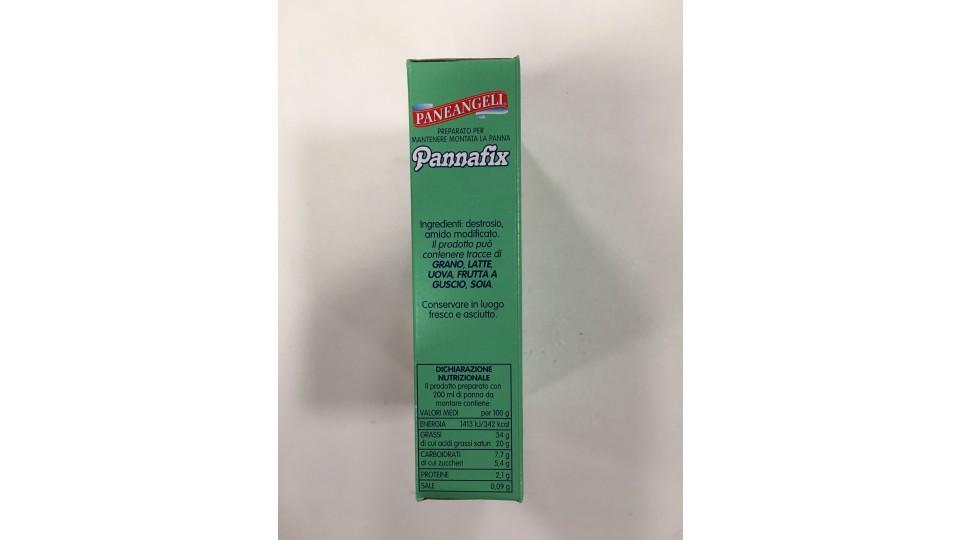 PANEANGELI
PREPARATO PER
MANTENERE MONTATA LA PANNA
Pannafix
Ingredienti: destrosio,
amido modificato.
Il prodotto può
contenere tracce di
GRANO, LATTE,
UOVA, FRUTTA A
GUSCIO, SOIA.
Conservare in luogo
fresco e asciutto.
DICHIARAZIONE
NUTRIZIONALE
Il prodotto preparato con
200 ml di panna da
montare contiene:
VALORI MEDI per 100 g
ENERGIA 1413 kJ/342 kcal
GRASSI 34 g
di cui acidi grassi saturi 20 g
CARBOIDRATI 7,7 g
di cui zuccheri 5,4 g
PROTEINE 2,1 g
SALE 0,09 g